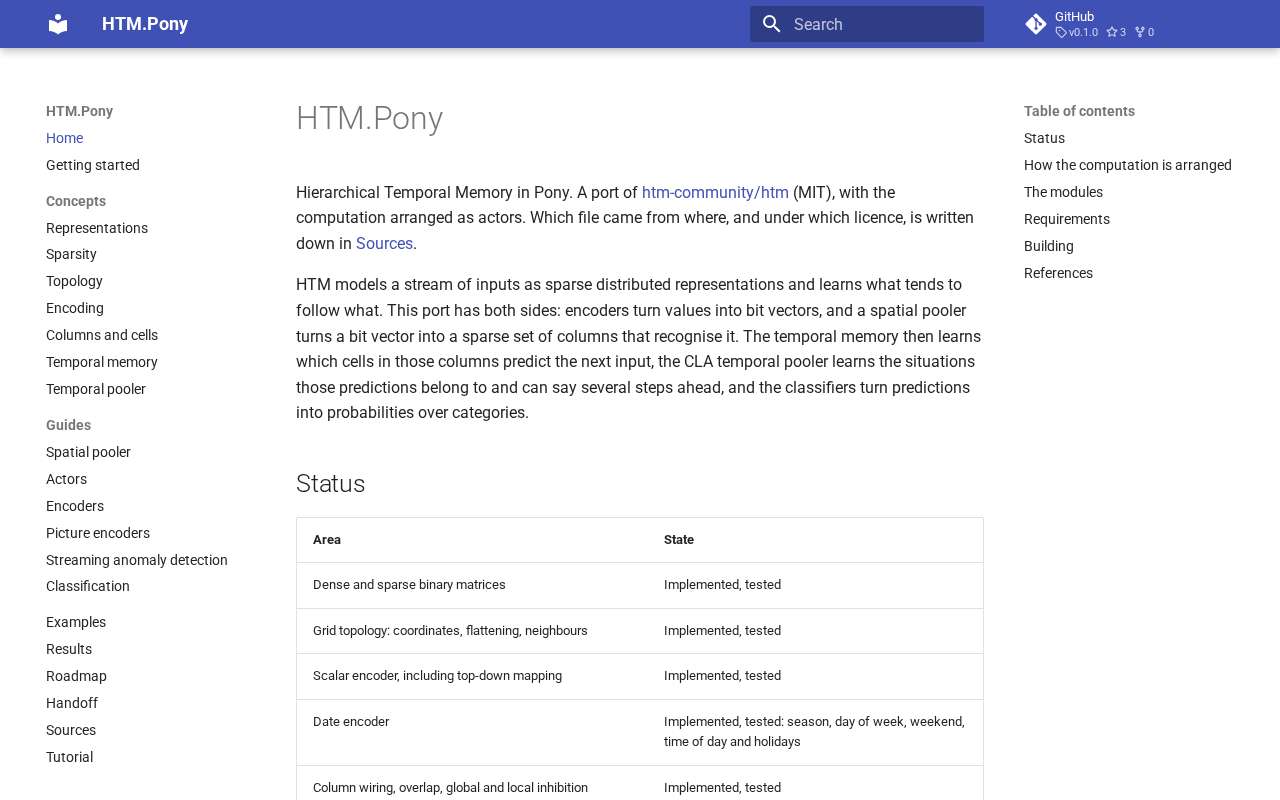 HTM.Pony
Search
GitHub
v0.1.0 3 0
HTM.Pony
Home
Getting started
Concepts
Representations
Sparsity
Topology
Encoding
Columns and cells
Temporal memory
Temporal pooler
Guides
Spatial pooler
Actors
Encoders
Picture encoders
Streaming anomaly detection
Classification
Examples
Results
Roadmap
Handoff
Sources
Tutorial
HTM.Pony
Hierarchical Temporal Memory in Pony. A port of htm-community/htm (MIT), with the
computation arranged as actors. Which file came from where, and under which licence, is written
down in Sources.
HTM models a stream of inputs as sparse distributed representations and learns what tends to
follow what. This port has both sides: encoders turn values into bit vectors, and a spatial pooler
turns a bit vector into a sparse set of columns that recognise it. The temporal memory then learns
which cells in those columns predict the next input, the CLA temporal pooler learns the situations
those predictions belong to and can say several steps ahead, and the classifiers turn predictions
into probabilities over categories.
Status
Area State
Dense and sparse binary matrices Implemented, tested
Grid topology: coordinates, flattening, neighbours Implemented, tested
Scalar encoder, including top-down mapping Implemented, tested
Date encoder Implemented, tested: season, day of week, weekend,
time of day and holidays
Column wiring, overlap, global and local inhibition Implemented, tested
Table of contents
Status
How the computation is arranged
The modules
Requirements
Building
References